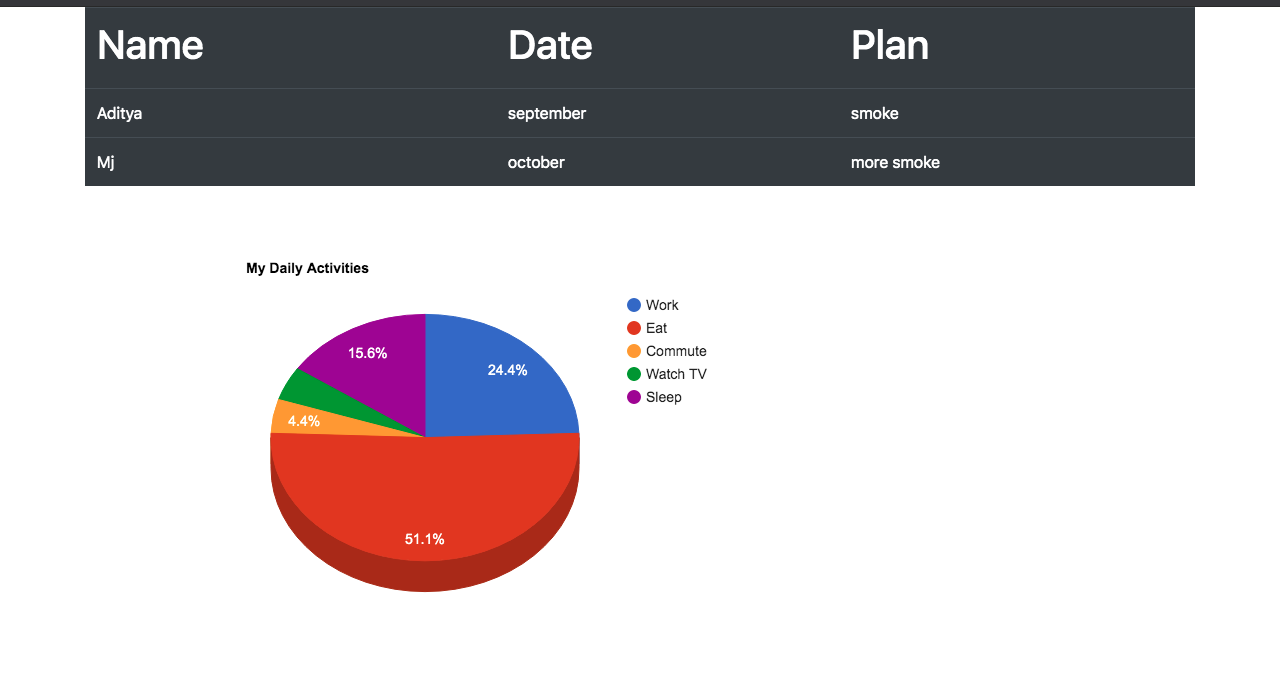 Name Date Plan
Aditya september smoke
Mj october more smoke
My Daily Activities
Work
Eat
Commute
Watch TV
Sleep
15.6%
24.4%
4.4%
51.1%